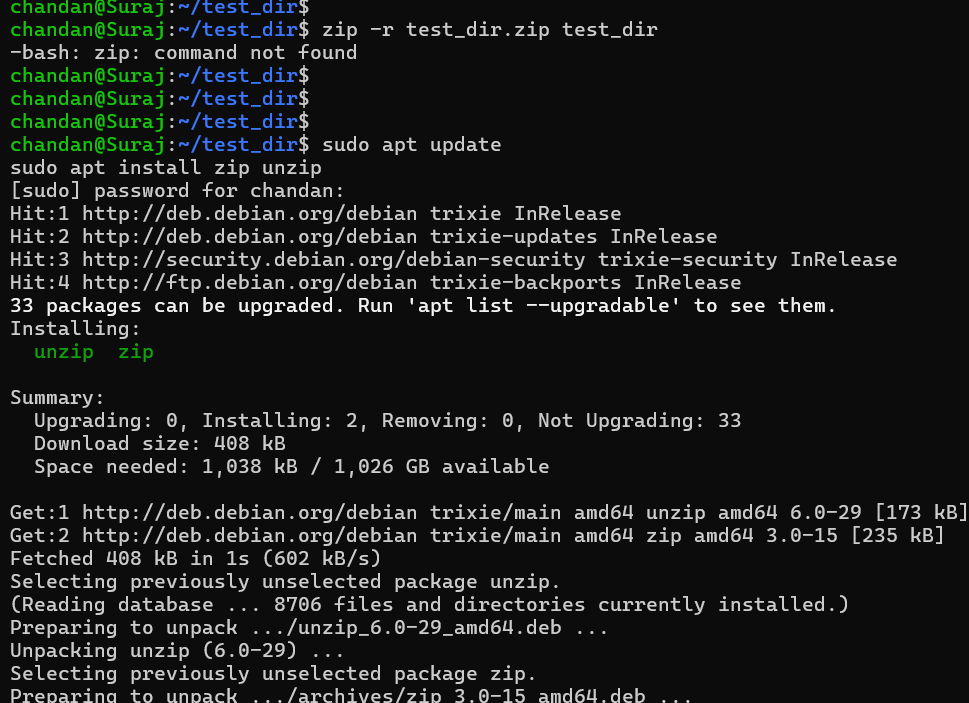 chandan@Suraj:~/test_dir$
chandan@Suraj:~/test_dir$ zip -r test_dir.zip test_dir
-bash: zip: command not found
chandan@Suraj:~/test_dir$
chandan@Suraj:~/test_dir$
chandan@Suraj:~/test_dir$
chandan@Suraj:~/test_dir$ sudo apt update
sudo apt install zip unzip
[sudo] password for chandan:
Hit:1 http://deb.debian.org/debian trixie InRelease
Hit:2 http://deb.debian.org/debian trixie-updates InRelease
Hit:3 http://security.debian.org/debian-security trixie-security InRelease
Hit:4 http://ftp.debian.org/debian trixie-backports InRelease
33 packages can be upgraded. Run 'apt list --upgradable' to see them.
Installing:
  unzip  zip

Summary:
  Upgrading: 0, Installing: 2, Removing: 0, Not Upgrading: 33
  Download size: 408 kB
  Space needed: 1,038 kB / 1,026 GB available

Get:1 http://deb.debian.org/debian trixie/main amd64 unzip amd64 6.0-29 [173 kB]
Get:2 http://deb.debian.org/debian trixie/main amd64 zip amd64 3.0-15 [235 kB]
Fetched 408 kB in 1s (602 kB/s)
Selecting previously unselected package unzip.
(Reading database ... 8706 files and directories currently installed.)
Preparing to unpack .../unzip_6.0-29_amd64.deb ...
Unpacking unzip (6.0-29) ...
Selecting previously unselected package zip.
Preparing to unpack .../archives/zip_3.0-15_amd64.deb ...